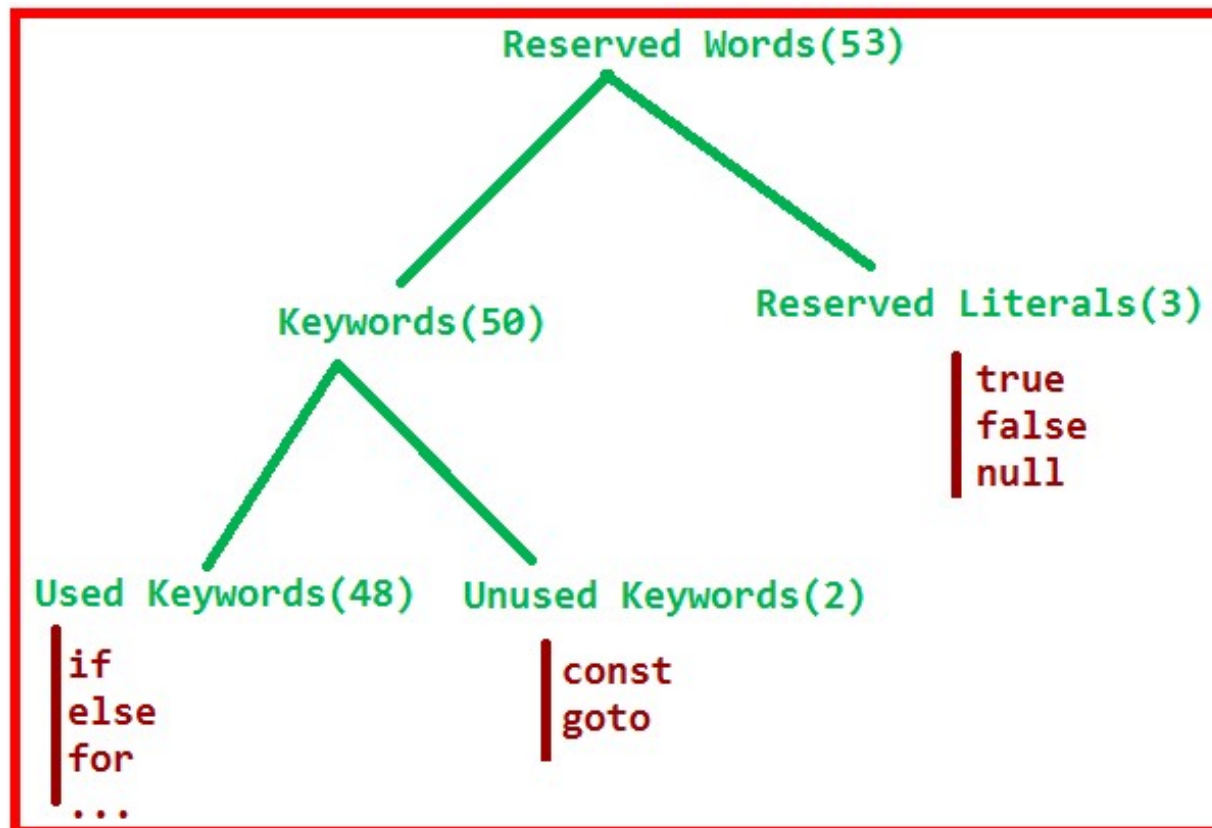 Reserved Words(53)
Keywords(50)
Reserved Literals(3)
true
false
null
Used Keywords(48)
if
else
for
...
Unused Keywords(2)
const
goto